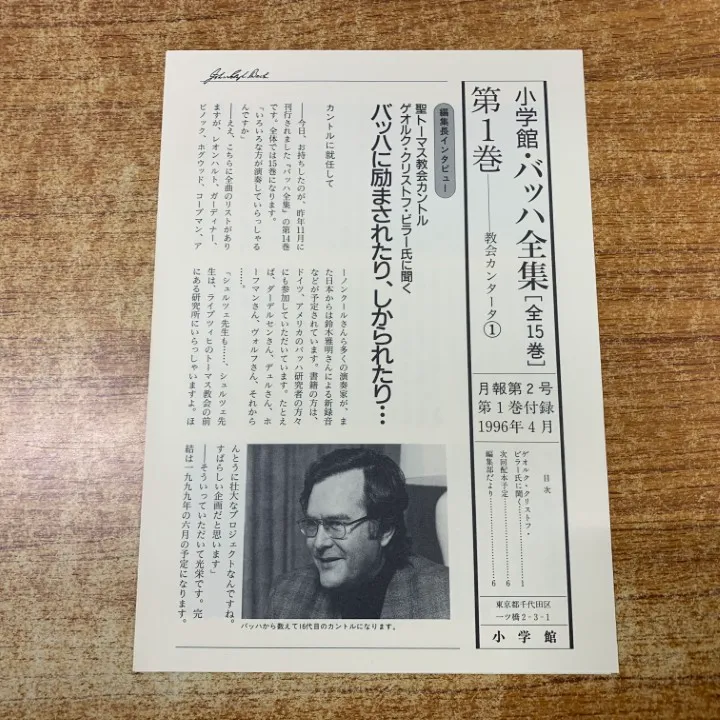 小学館・バッハ全集[全15巻]
第1巻――教会カンタータ①
月報第2号
第1巻付録
1996年4月
目次
ゲオルク・クリストフ・
ビラー氏に聞く…………1
次回配本予定…………6
編集部だより…………6
東京都千代田区
一ツ橋2-3-1
小学館
編集長インタビュー
聖トーマス教会カントル
ゲオルク・クリストフ・ビラー氏に聞く
バッハに励まされたり、しかられたり…
カントルに就任して
――今日、お持ちしたのが、昨年11月に
刊行されました『バッハ全集』の第14巻
です。全体では15巻になります。
「いろいろな方が演奏していらっしゃる
んですか」
――ええ、こちらに全曲のリストがあり
ますが、レオンハルト、ガーディナー、
ピノック、ホグウッド、コープマン、ア
ーノンクールさんら多くの演奏家が、ま
た日本からは鈴木雅明さんによる新録音
などが予定されています。書籍の方は、
ドイツ、アメリカのバッハ研究者の方々
にも参加していただいています。たとえ
ば、ダーデルセンさん、デュルさん、ホ
ーフマンさん、ヴォルフさん、それから
……。
「シュルツェ先生も……、シュルツェ先
生は、ライプツィヒのトーマス教会の前
にある研究所にいらっしゃいますよ。ほ
んとうに壮大なプロジェクトなんですね。
すばらしい企画だと思います」
――そういっていただいて光栄です。完
結は一九九九年の六月の予定になります。
バッハから数えて16代目のカントルになります。